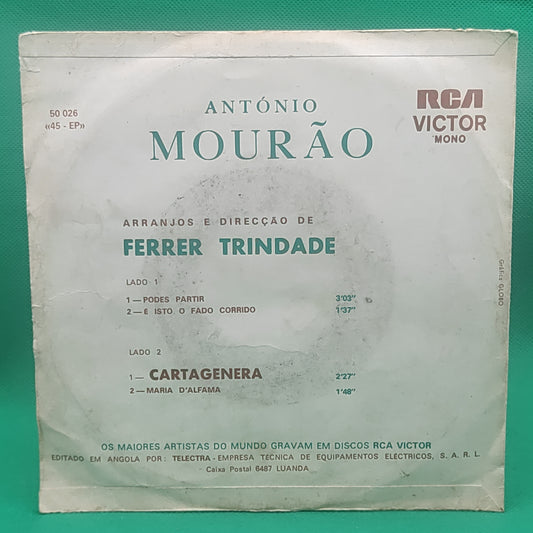 50 026
«45 - EP»
ANTÓNIO
MOURÃO
RCA
VICTOR
MONO
ARRANJOS E DIRECÇÃO DE
FERRER TRINDADE
LADO 1
1 — PODES PARTIR 3'03"
2 — É ISTO O FADO CORRIDO 1'37"
LADO 2
1 — CARTAGENERA 2'27"
2 — MARIA D'ALFAMA 1'48"
Gráfica GLOBO
OS MAIORES ARTISTAS DO MUNDO GRAVAM EM DISCOS RCA VICTOR
EDITADO EM ANGOLA POR: TELECTRA - EMPRESA TÉCNICA DE EQUIPAMENTOS ELÉCTRICOS, S. A. R. L.
Caixa Postal 6487 LUANDA